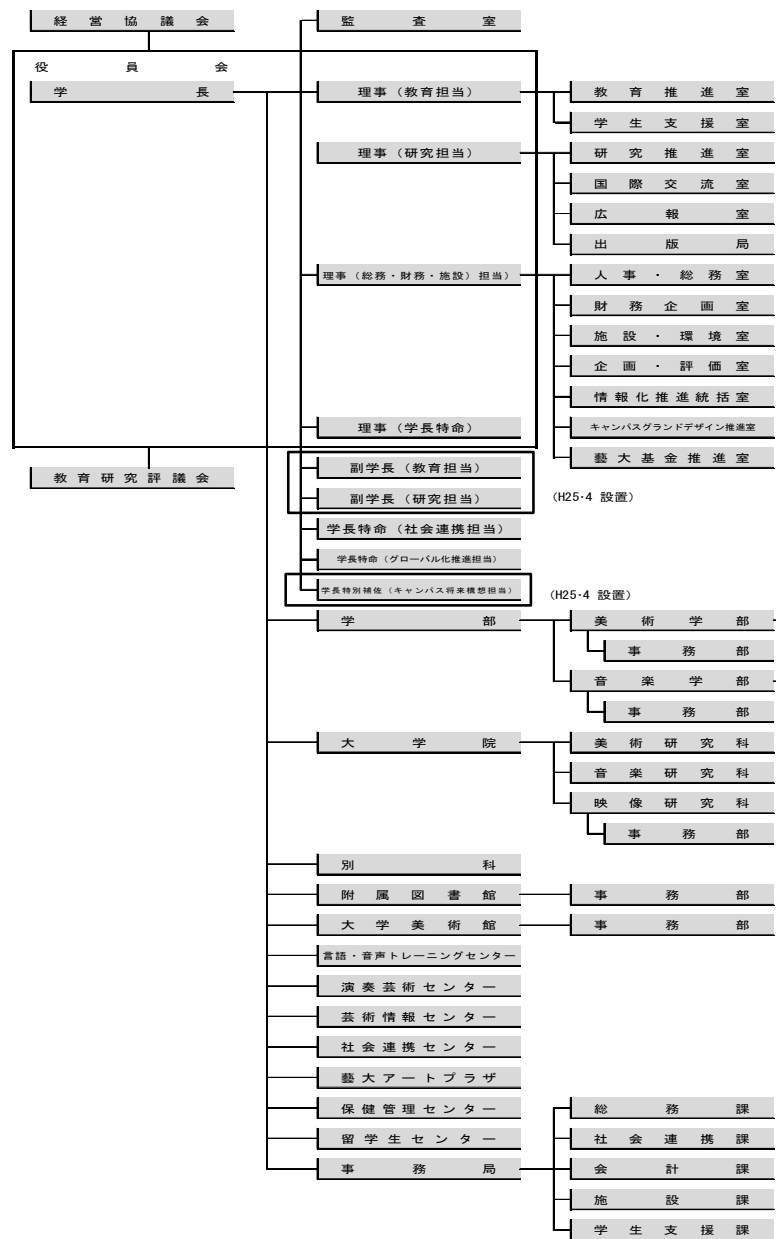 経営協議会
監査室
役員会
学長
理事（教育担当）
教育推進室
学生支援室
理事（研究担当）
研究推進室
国際交流室
広報室
出版局
理事（総務・財務・施設）担当）
人事・総務室
財務企画室
施設・環境室
企画・評価室
情報化推進統括室
理事（学長特命）
キャンパスグランドデザイン推進室
藝大基金推進室
教育研究評議会
副学長（教育担当）
副学長（研究担当）
(H25・4 設置)
学長特命（社会連携担当）
学長特命（グローバル化推進担当）
学長特別補佐（キャンパス将来構想担当）
(H25・4 設置)
学部
美術学部
事務部
音楽学部
事務部
大学院
美術研究科
音楽研究科
映像研究科
事務部
別科
附属図書館
事務部
大学美術館
事務部
言語・音声トレーニングセンター
演奏芸術センター
芸術情報センター
社会連携センター
藝大アートプラザ
保健管理センター
総務課
留学生センター
社会連携課
事務局
会計課
施設課
学生支援課